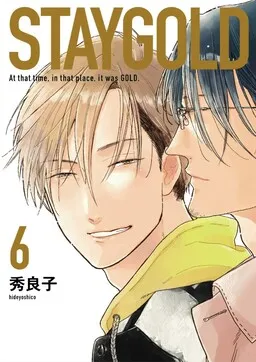 STAYGOLD
At that time, in that place, it was GOLD.
6
秀良子
hideyoshico